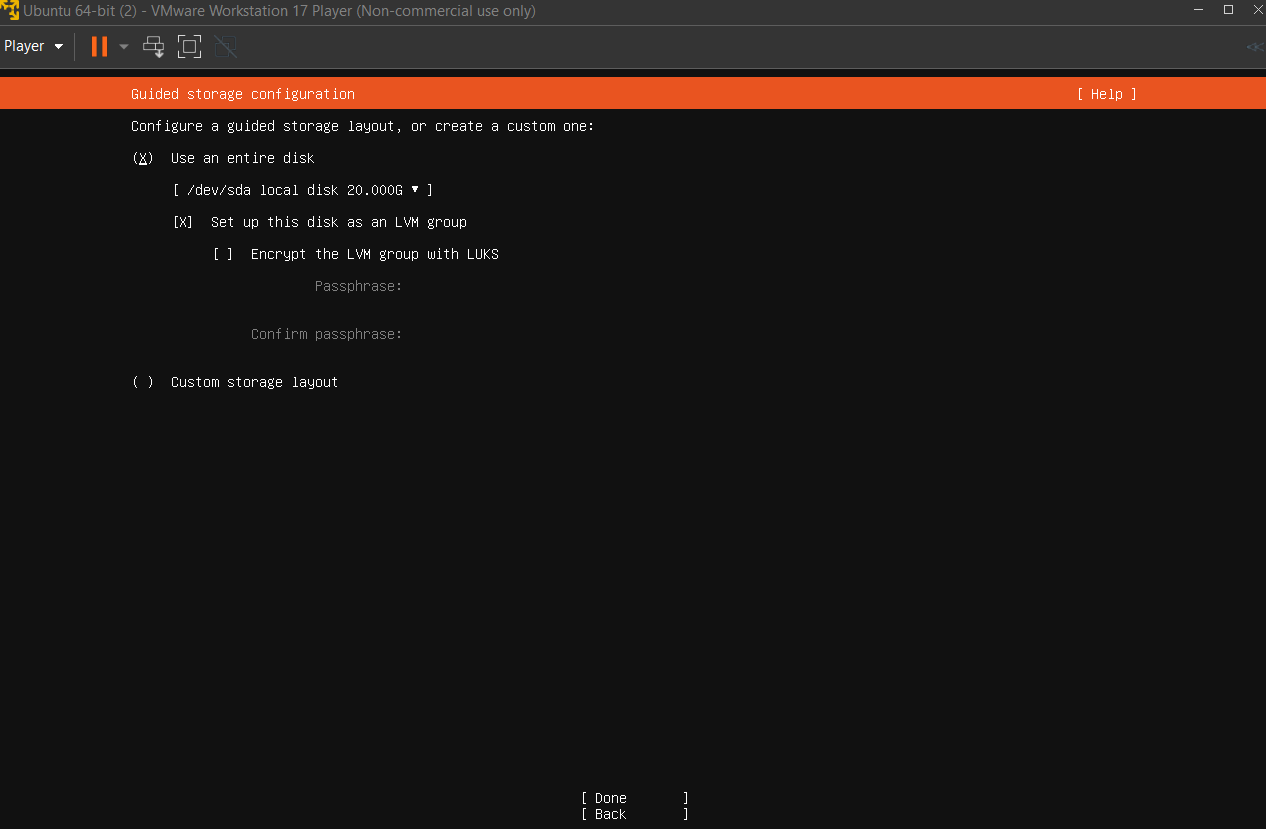 Ubuntu 64-bit (2) - VMware Workstation 17 Player (Non-commercial use only)
Player
Guided storage configuration [ Help ]
Configure a guided storage layout, or create a custom one:
(X) Use an entire disk
[ /dev/sda local disk 20.000G ▾ ]
[X] Set up this disk as an LVM group
[ ] Encrypt the LVM group with LUKS
Passphrase:
Confirm passphrase:
( ) Custom storage layout
[ Done ]
[ Back ]